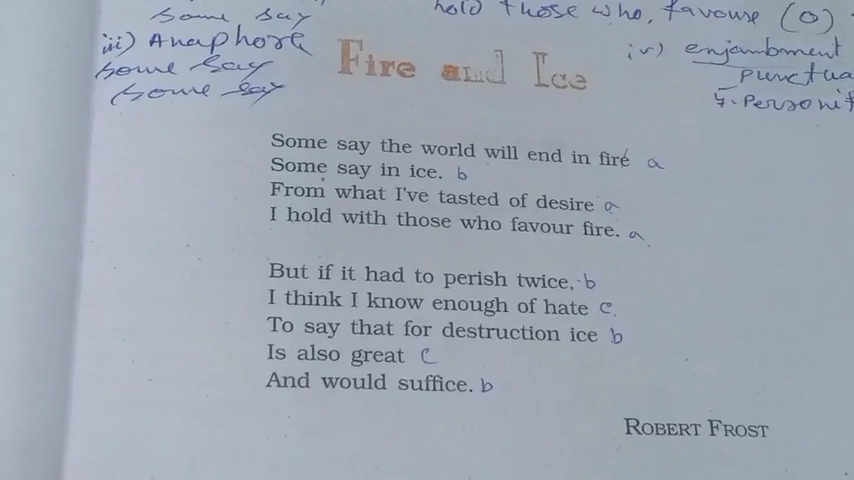 some say
hold those who, favouse (o)
iii) Anaphora
iv) enjambment
some say
punctua
some say
5. Personif
Fire and Ice
Some say the world will end in fire a
Some say in ice. b
From what I've tasted of desire a
I hold with those who favour fire. a
But if it had to perish twice, b
I think I know enough of hate c
To say that for destruction ice b
Is also great c
And would suffice. b
ROBERT FROST